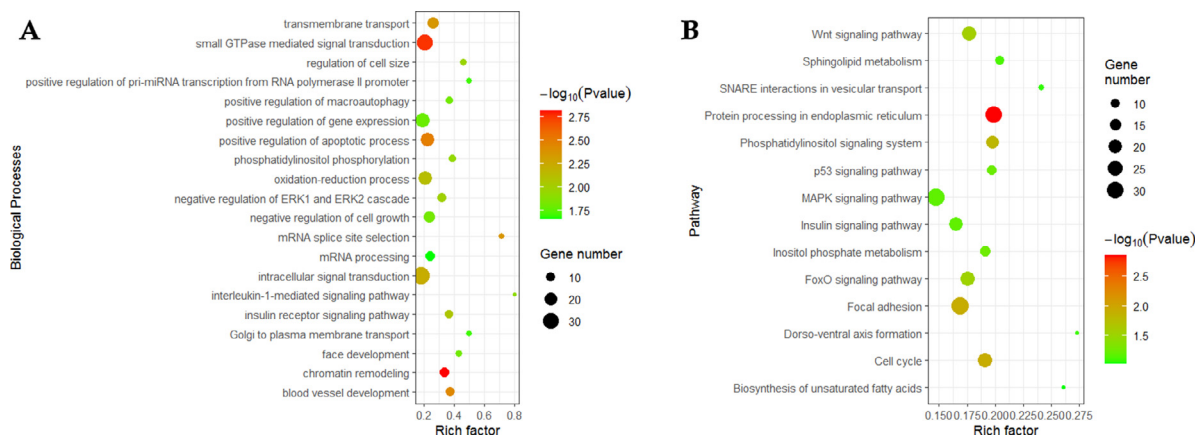 A
Biological Processes
transmembrane transport
small GTPase mediated signal transduction
regulation of cell size
positive regulation of pri-miRNA transcription from RNA polymerase II promoter
positive regulation of macroautophagy
positive regulation of gene expression
positive regulation of apoptotic process
phosphatidylinositol phosphorylation
oxidation-reduction process
negative regulation of ERK1 and ERK2 cascade
negative regulation of cell growth
mRNA splice site selection
mRNA processing
intracellular signal transduction
interleukin-1-mediated signaling pathway
insulin receptor signaling pathway
Golgi to plasma membrane transport
face development
chromatin remodeling
blood vessel development
0.2 0.4 0.6 0.8
Rich factor
−log10(Pvalue)
2.75
2.50
2.25
2.00
1.75
Gene number
10
20
30
B
Pathway
Wnt signaling pathway
Sphingolipid metabolism
SNARE interactions in vesicular transport
Protein processing in endoplasmic reticulum
Phosphatidylinositol signaling system
p53 signaling pathway
MAPK signaling pathway
Insulin signaling pathway
Inositol phosphate metabolism
FoxO signaling pathway
Focal adhesion
Dorso-ventral axis formation
Cell cycle
Biosynthesis of unsaturated fatty acids
0.150 0.175 0.200 0.225 0.250 0.275
Rich factor
Gene
number
10
15
20
25
30
−log10(Pvalue)
2.5
2.0
1.5